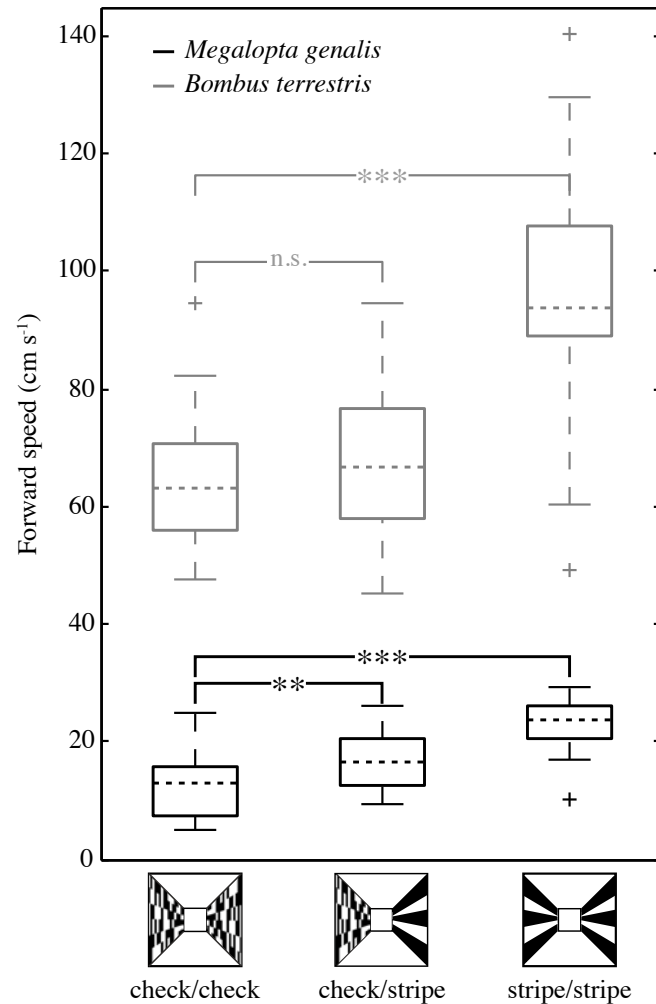 140
120
100
80
60
40
20
0
Forward speed (cm s-1)
Megalopta genalis
Bombus terrestris
***
n.s.
***
**
check/check
check/stripe
stripe/stripe